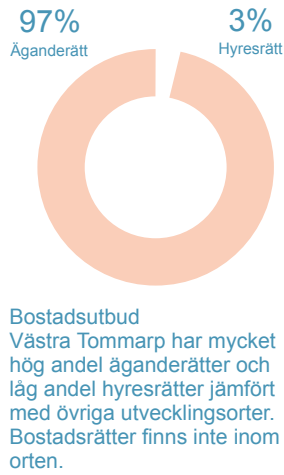 97%
Äganderätt
3%
Hyresrätt
Bostadsutbud
Västra Tommarp har mycket
hög andel äganderätter och
låg andel hyresrätter jämfört
med övriga utvecklingsorter.
Bostadsrätter finns inte inom
orten.